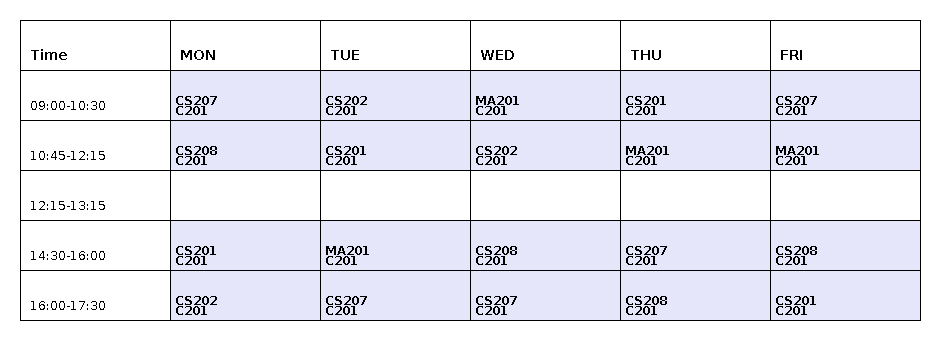 Time MON TUE WED THU FRI
09:00-10:30 CS207 CS202 MA201 CS201 CS207
C201 C201 C201 C201 C201
10:45-12:15 CS208 CS201 CS202 MA201 MA201
C201 C201 C201 C201 C201
12:15-13:15
14:30-16:00 CS201 MA201 CS208 CS207 CS208
C201 C201 C201 C201 C201
16:00-17:30 CS202 CS207 CS207 CS208 CS201
C201 C201 C201 C201 C201